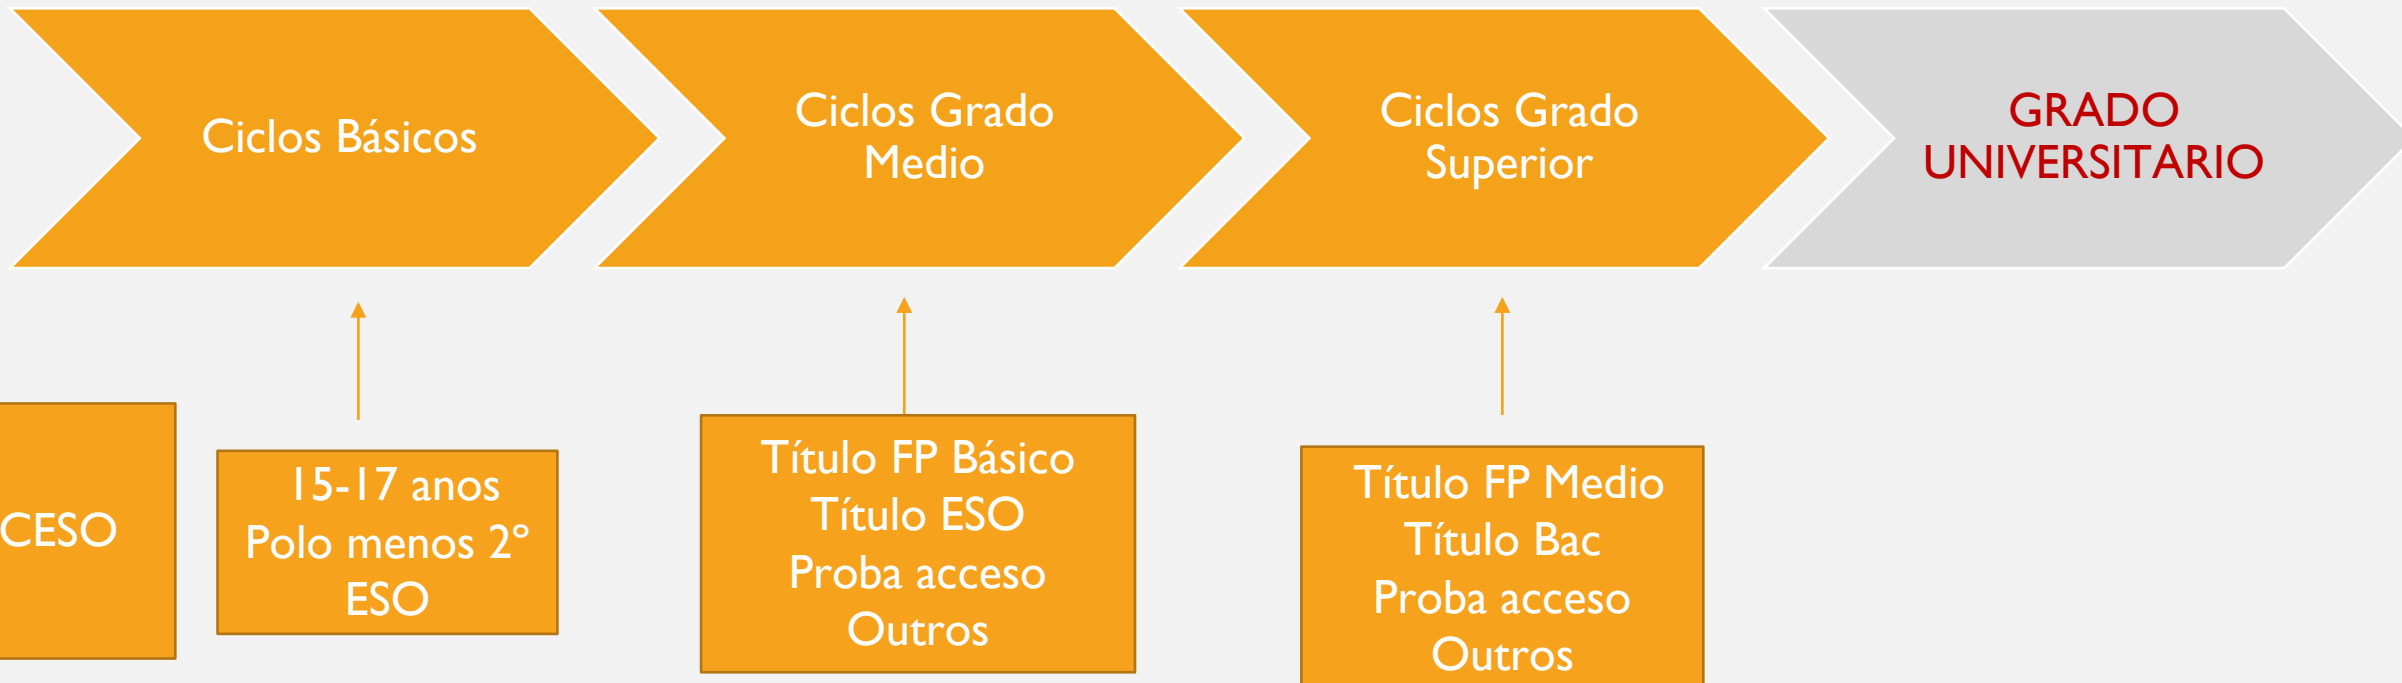 Ciclos Básicos
Ciclos Grado
Medio
Ciclos Grado
Superior
GRADO
UNIVERSITARIO
CESO
15-17 anos
Polo menos 2º
ESO
Título FP Básico
Título ESO
Proba acceso
Outros
Título FP Medio
Título Bac
Proba acceso
Outros